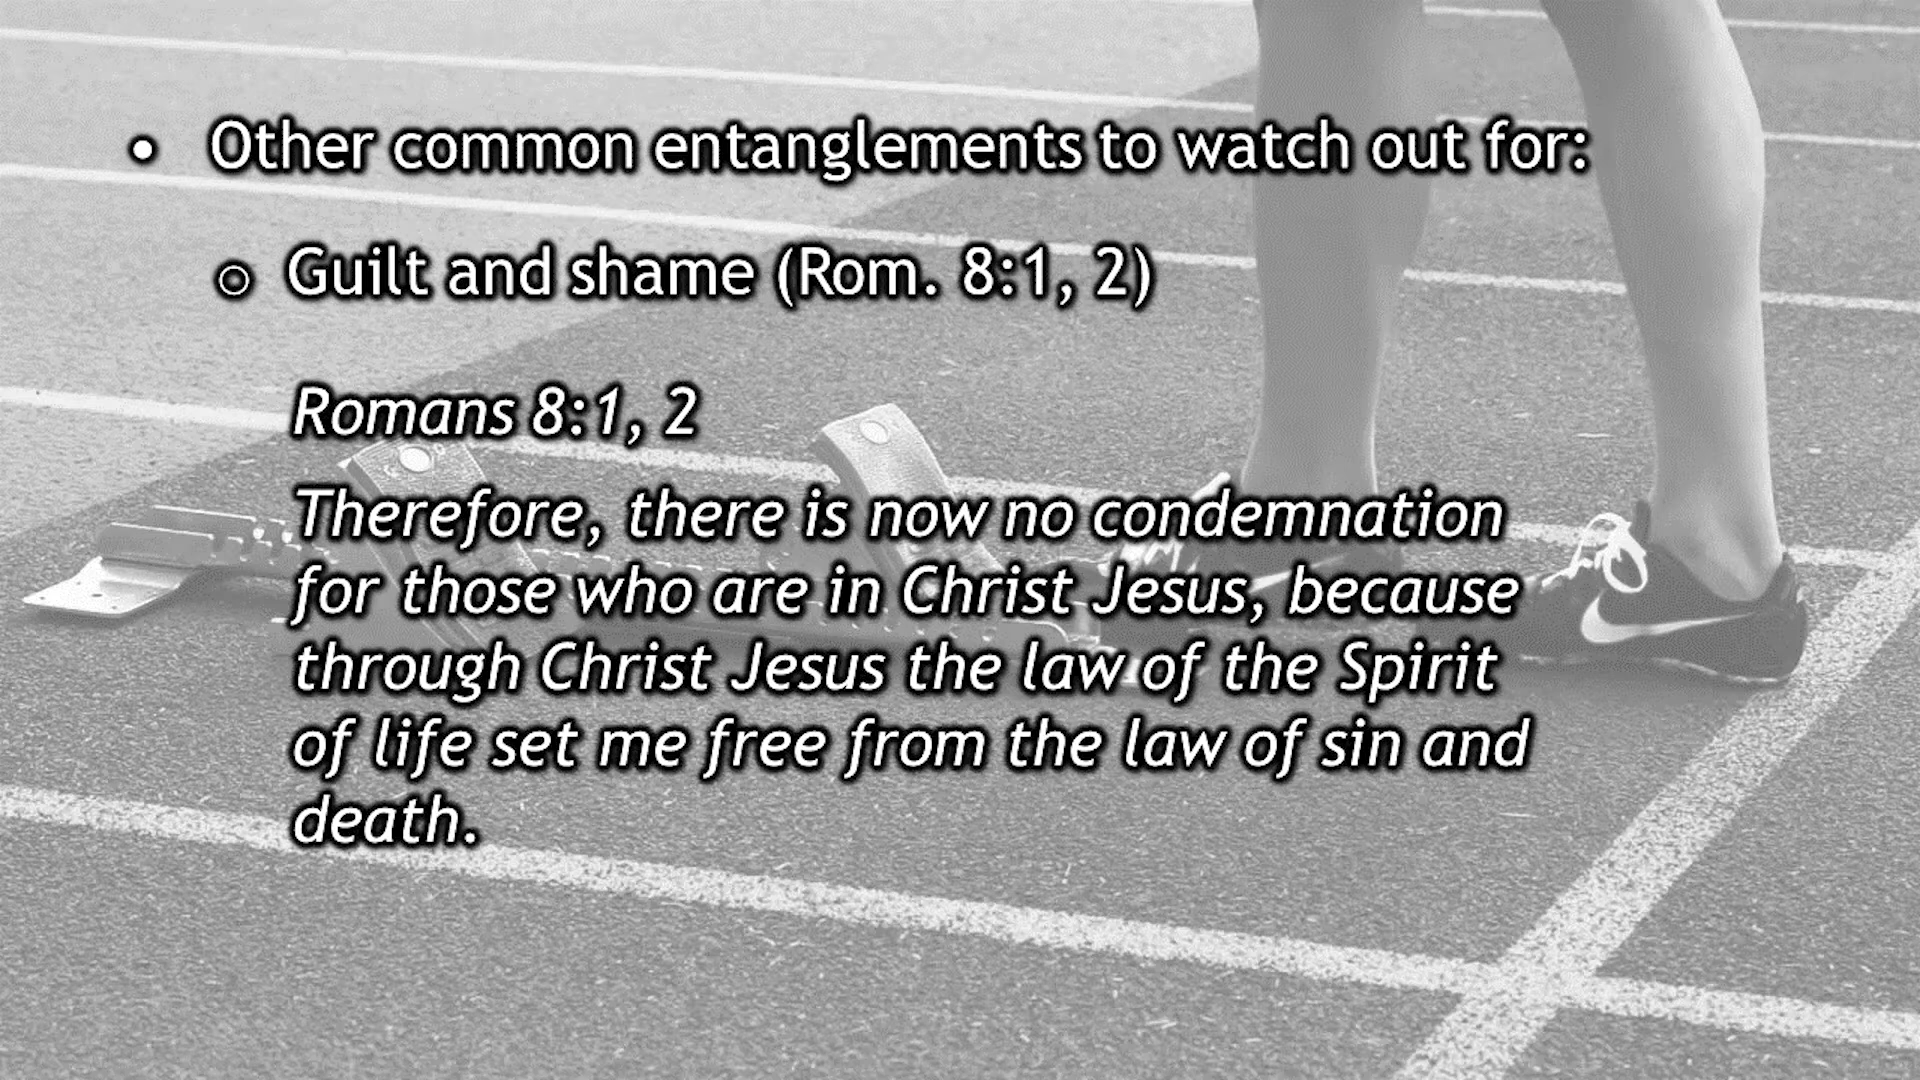 • Other common entanglements to watch out for:
○ Guilt and shame (Rom. 8:1, 2)
Romans 8:1, 2
Therefore, there is now no condemnation
for those who are in Christ Jesus, because
through Christ Jesus the law of the Spirit
of life set me free from the law of sin and
death.